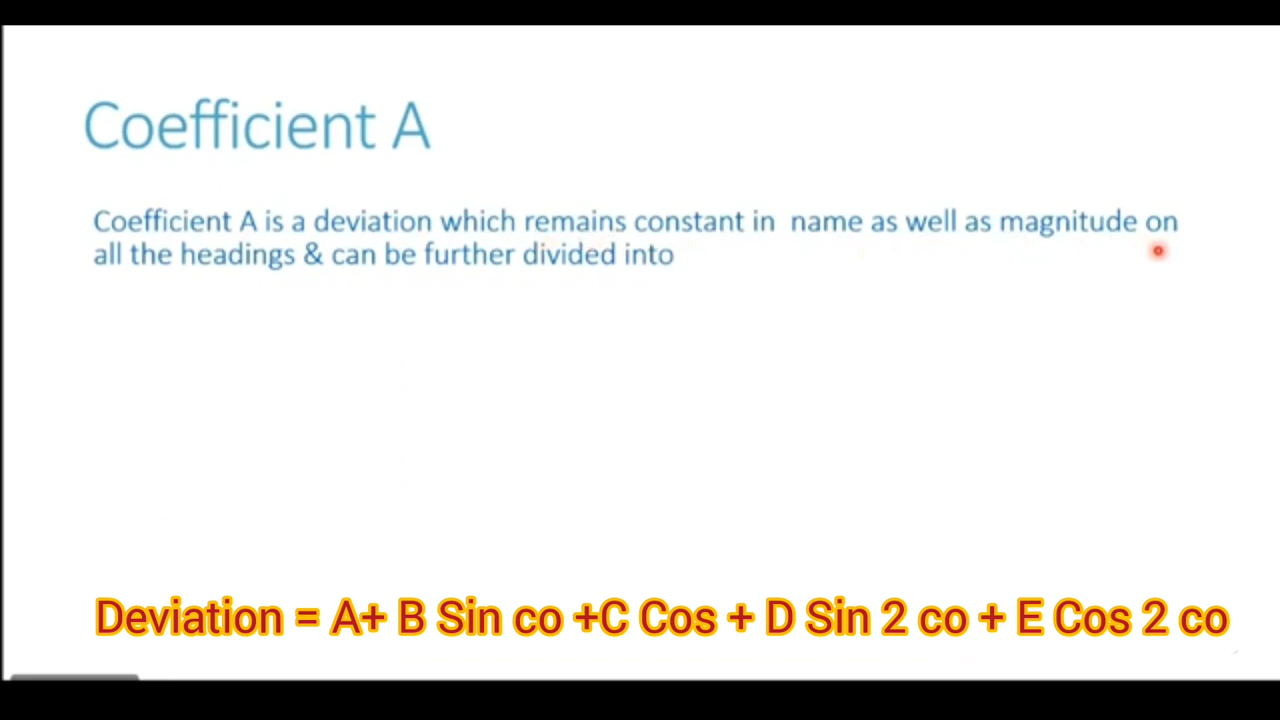 Coefficient A
Coefficient A is a deviation which remains constant in  name as well as magnitude on
all the headings & can be further divided into
Deviation = A+ B Sin co +C Cos + D Sin 2 co + E Cos 2 co